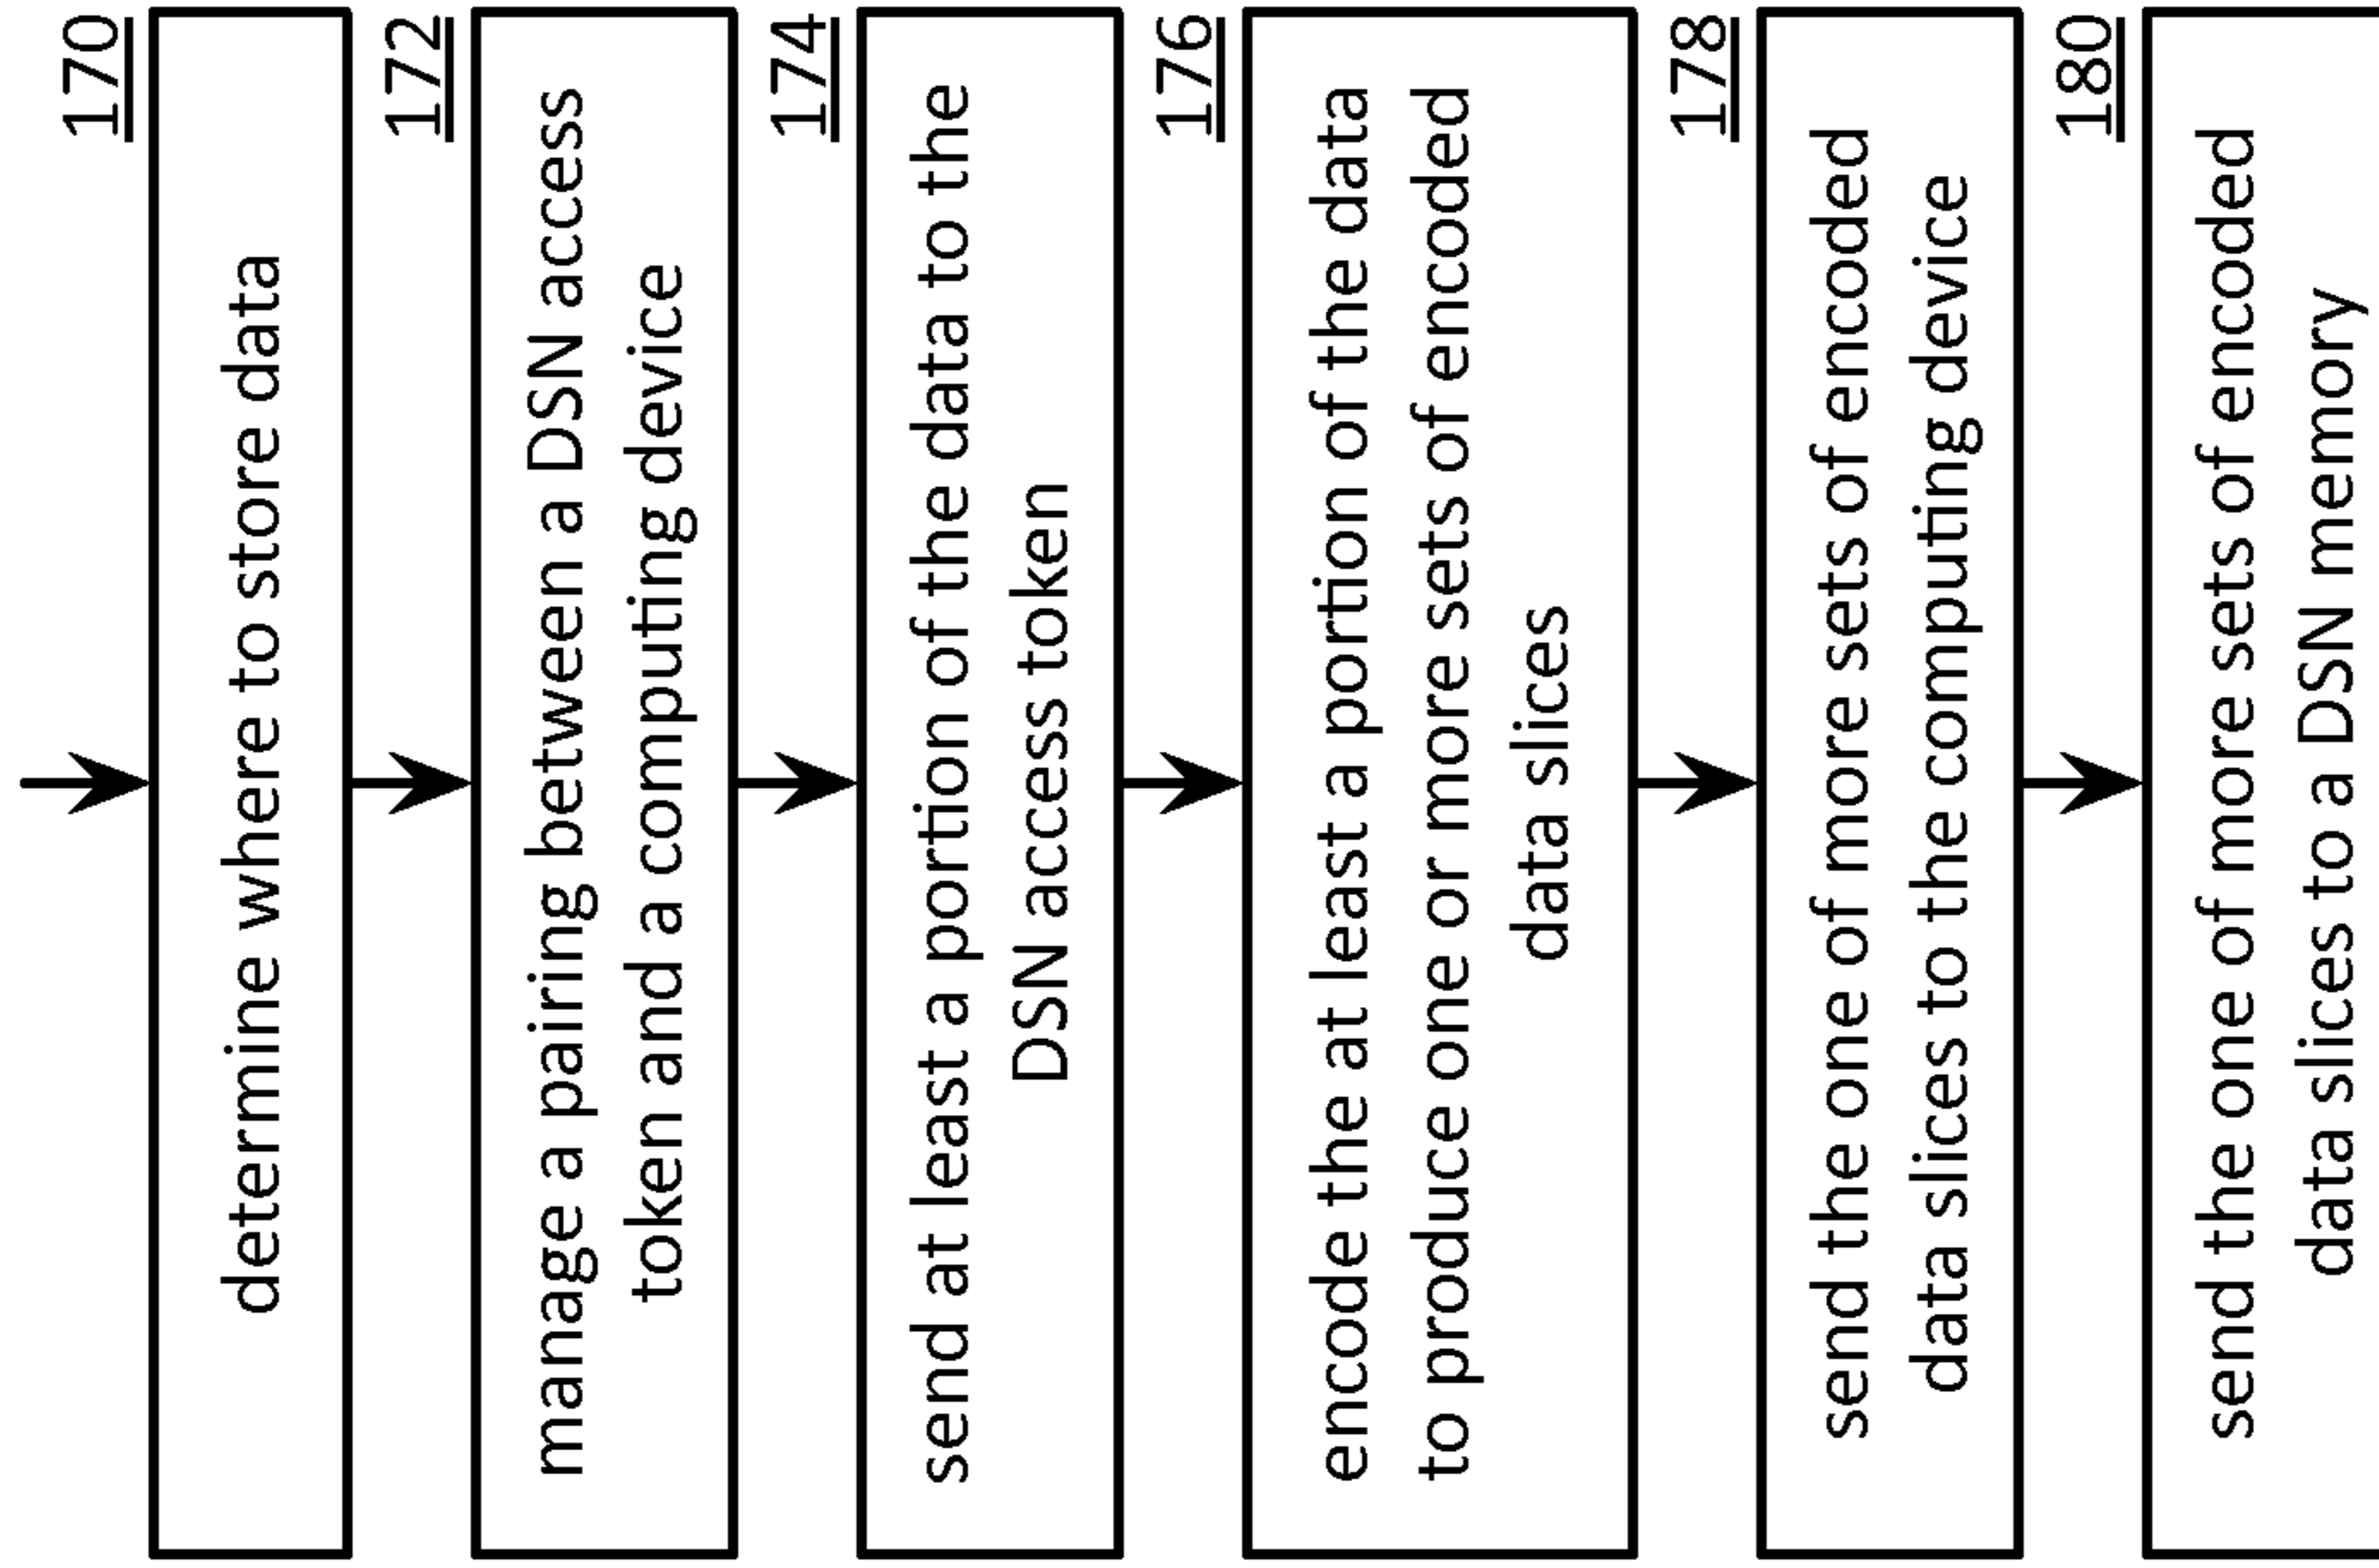 170
determine where to store data
172
manage a pairing between a DSN access
token and a computing device
174
send at least a portion of the data to the
DSN access token
176
encode the at least a portion of the data
to produce one or more sets of encoded
data slices
178
send the one of more sets of encoded
data slices to the computing device
180
send the one of more sets of encoded
data slices to a DSN memory